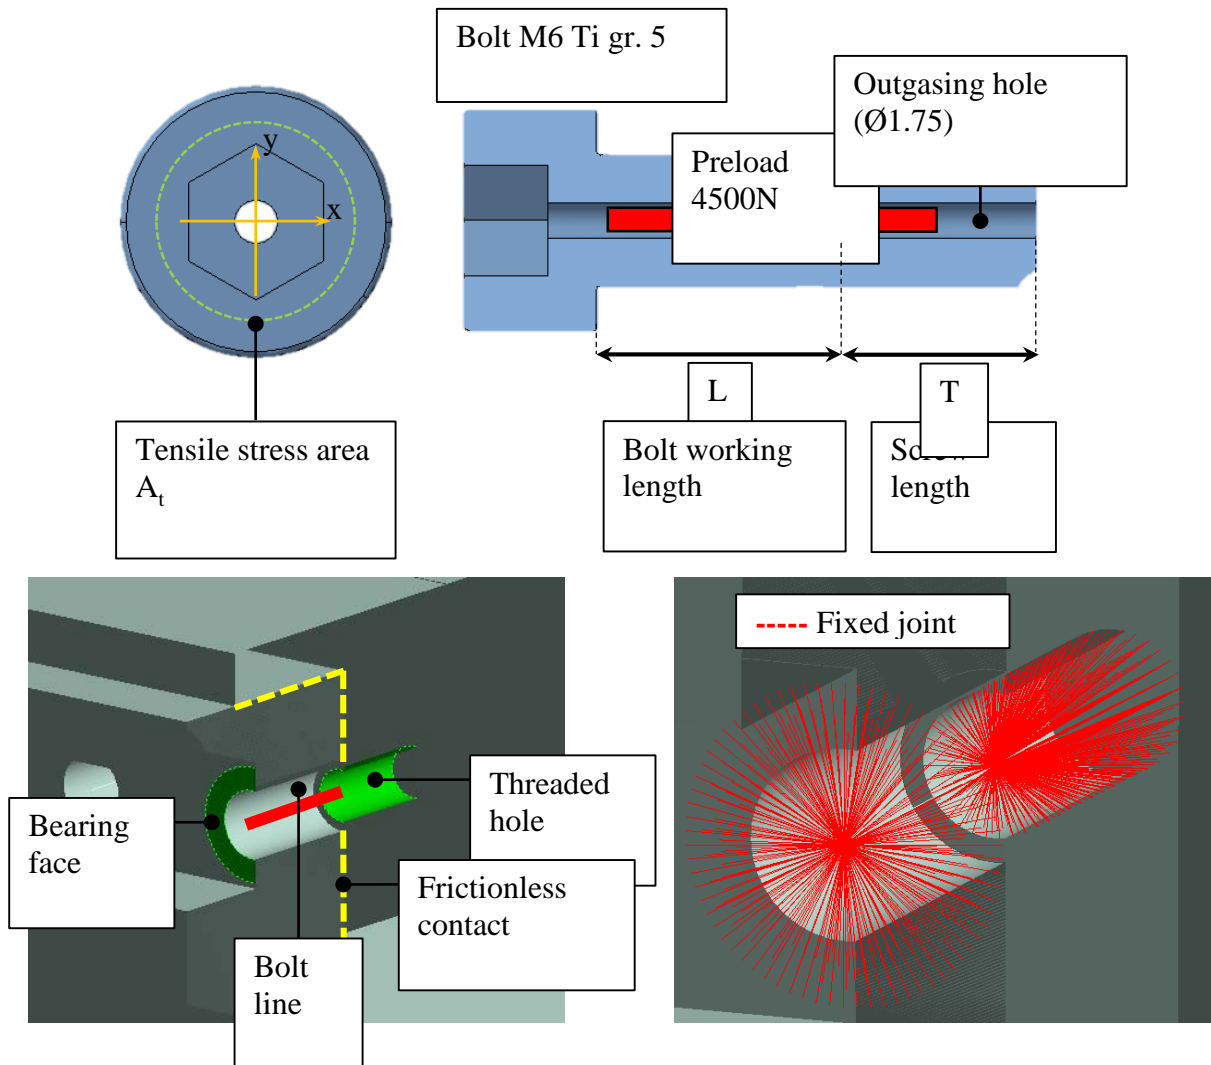 Bolt M6 Ti gr. 5
Outgasing hole
(Ø1.75)
y
x
Preload
4500N
L
T
Tensile stress area
At
Bolt working
length
Screw
length
Fixed joint
Threaded
hole
Bearing
face
Frictionless
contact
Bolt
line